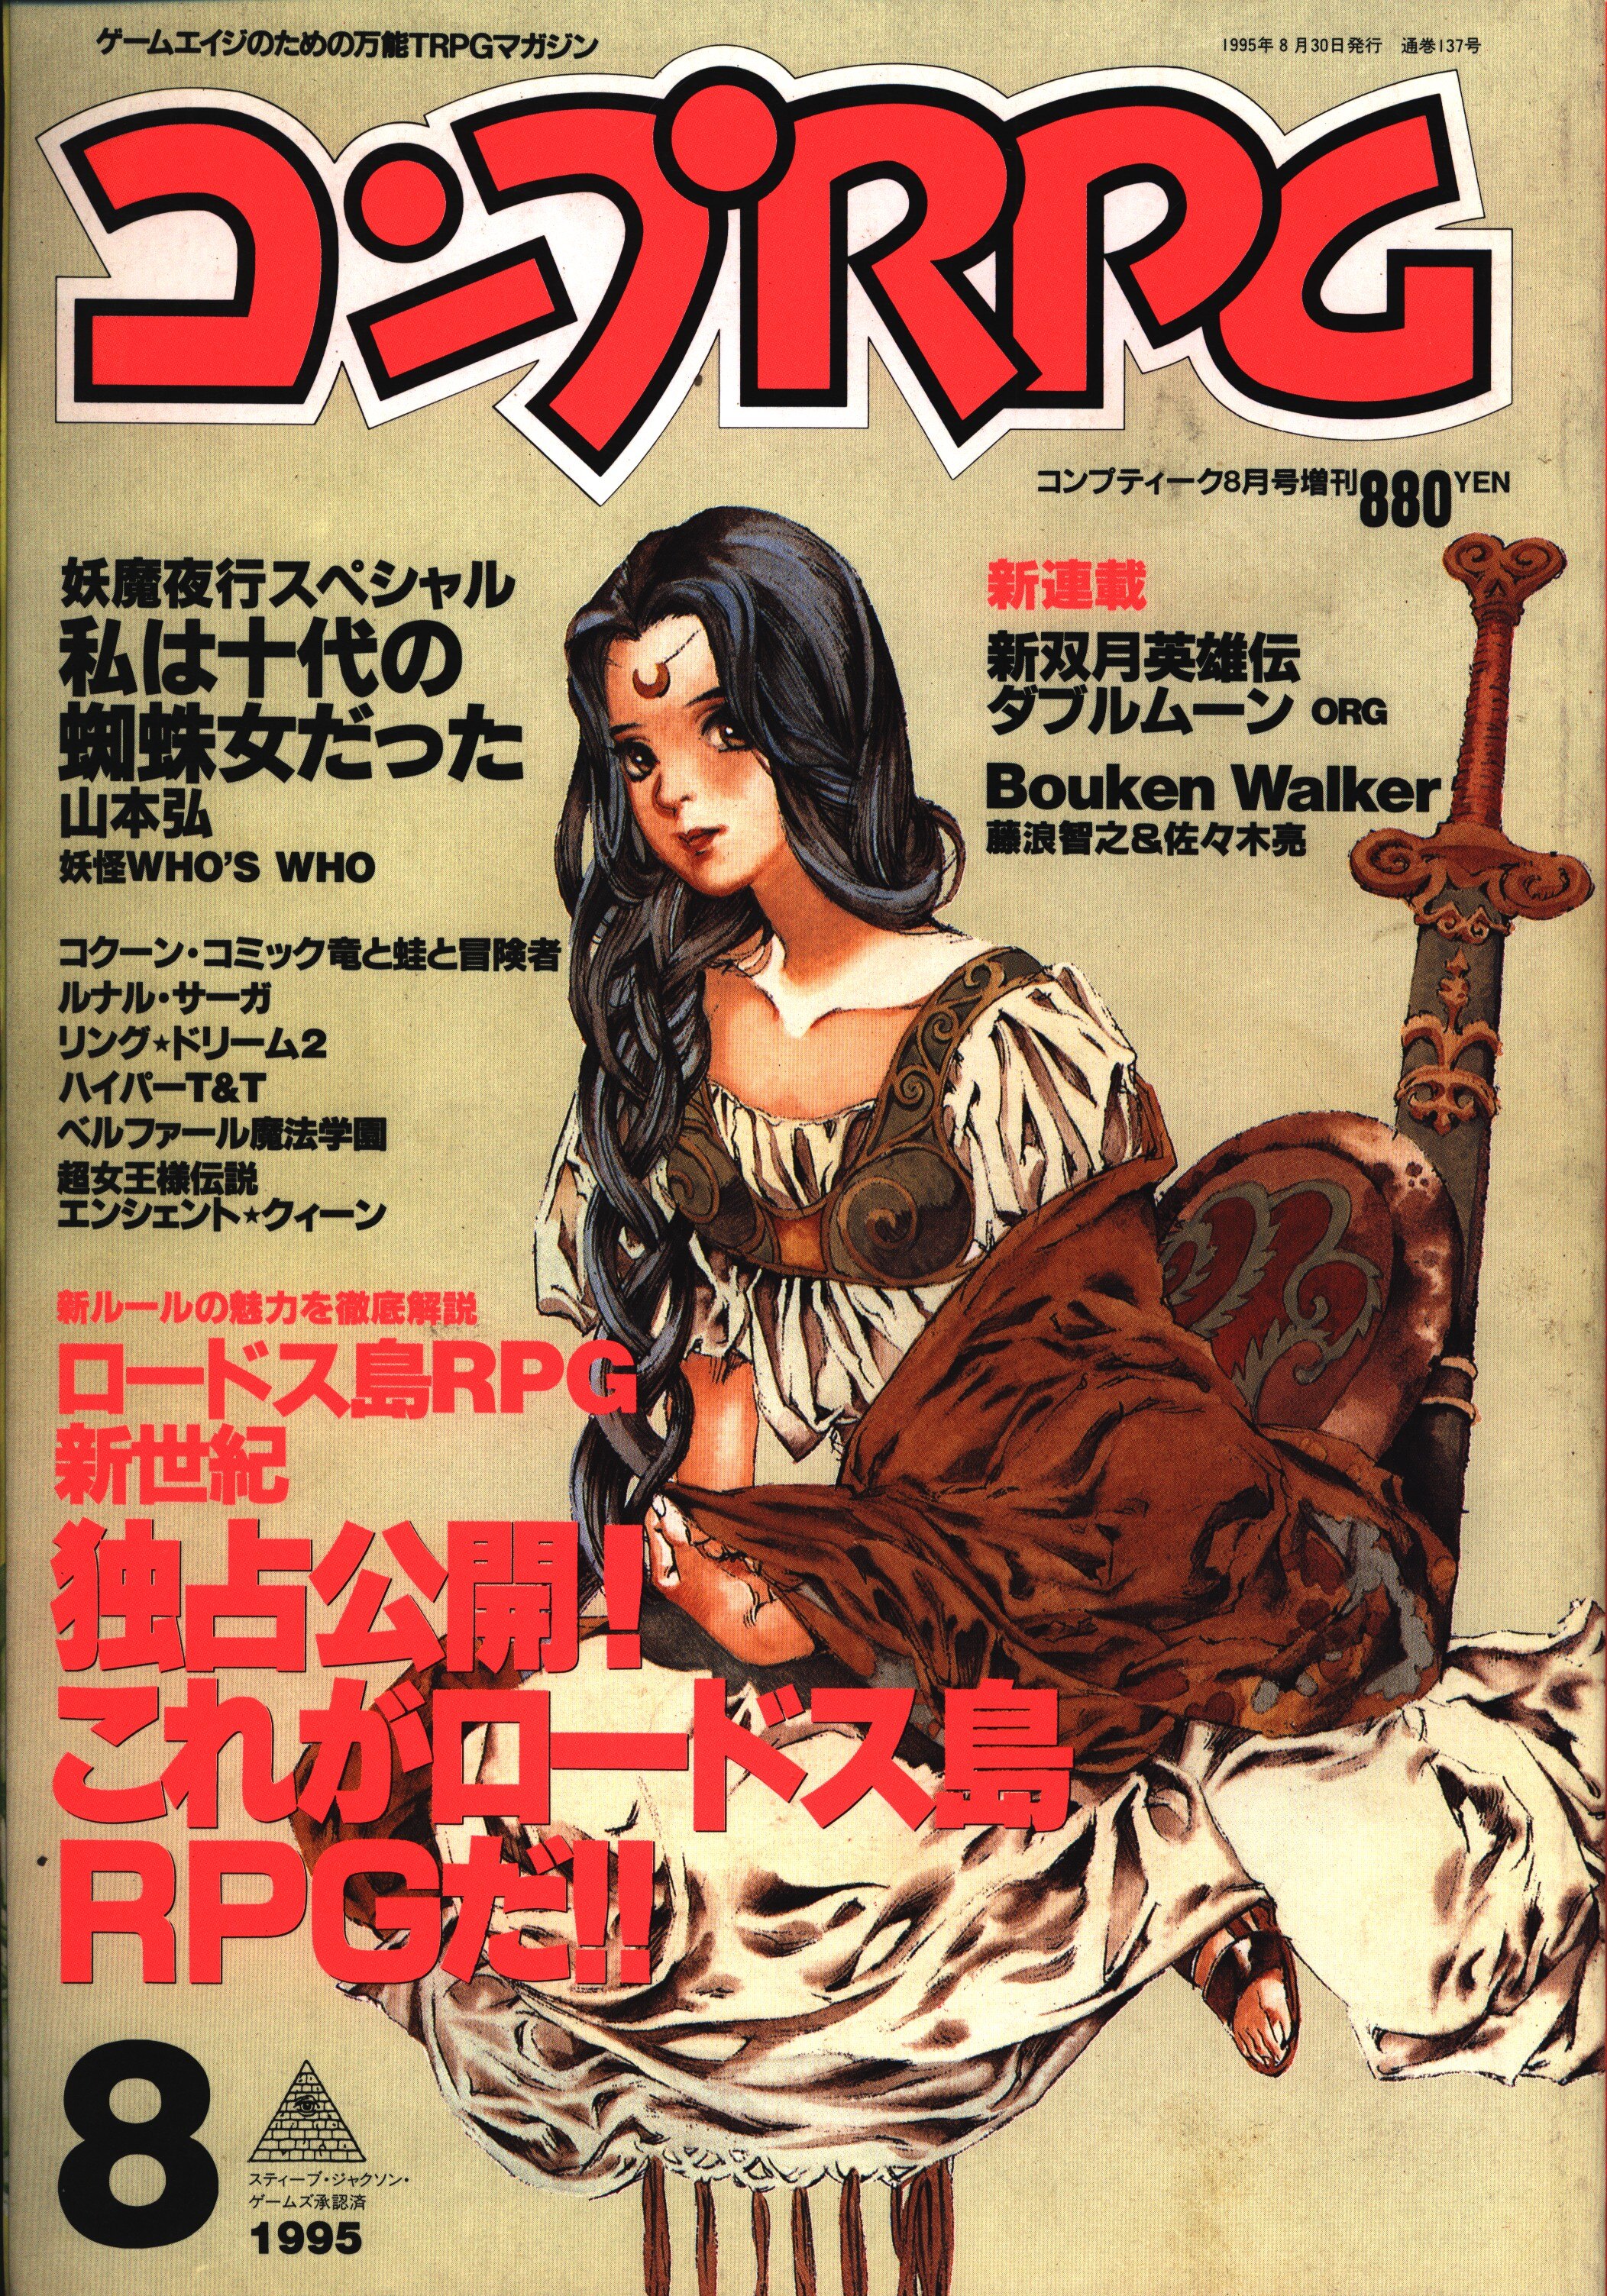 ゲームエイジのための万能TRPGマガジン
1995年8月30日発行 通巻137号
コンプRPG
コンプティーク8月号増刊880YEN
妖魔夜行スペシャル
私は十代の
蜘蛛女だった
山本弘
妖怪WHO'S WHO
新連載
新双月英雄伝
ダブルムーン ORG
Bouken Walker
藤浪智之&佐々木亮
コクーン・コミック竜と蛙と冒険者
ルナル・サーガ
リング★ドリーム2
ハイパーT&T
ベルファール魔法学園
超女王様伝説
エンシェント★クィーン
新ルールの魅力を徹底解説
ロードス島RPG
新世紀
独占公開!
これがロードス島
RPGだ!!
8
スティーブ・ジャクソン・
ゲームズ承認済
1995